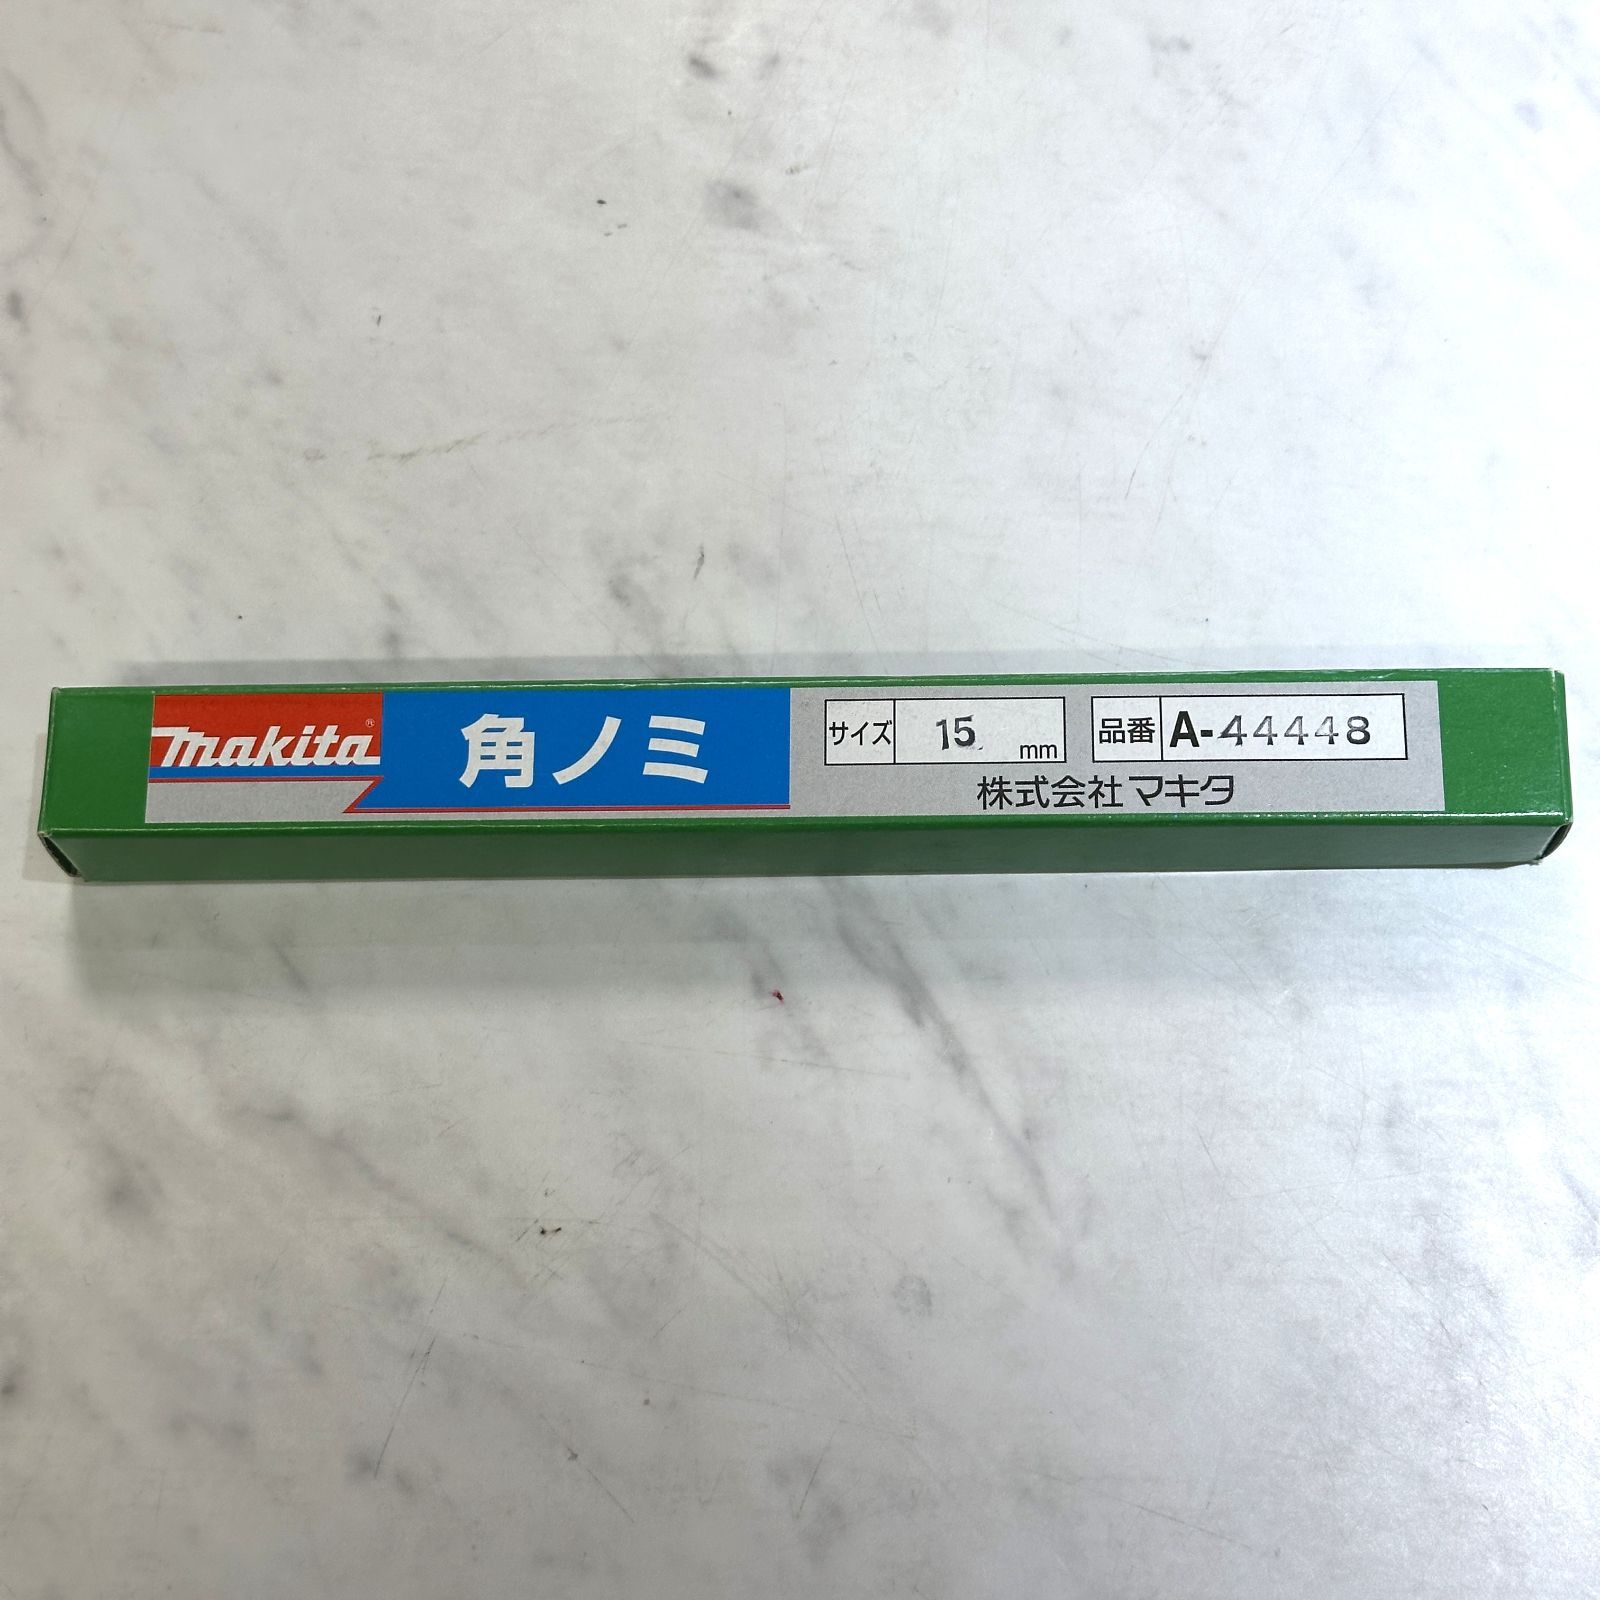 makita®
角ノミ
サイズ 15 mm
品番 A-44448
株式会社マキタ